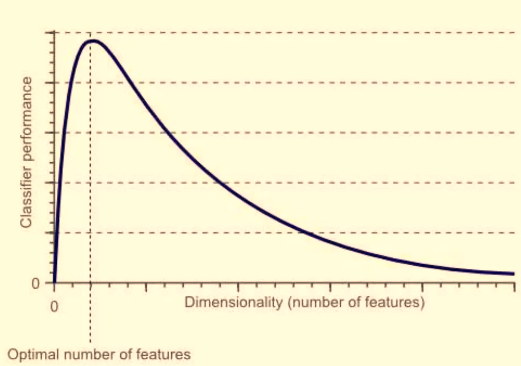 Classifier performance
0
0
Dimensionality (number of features)
Optimal number of features